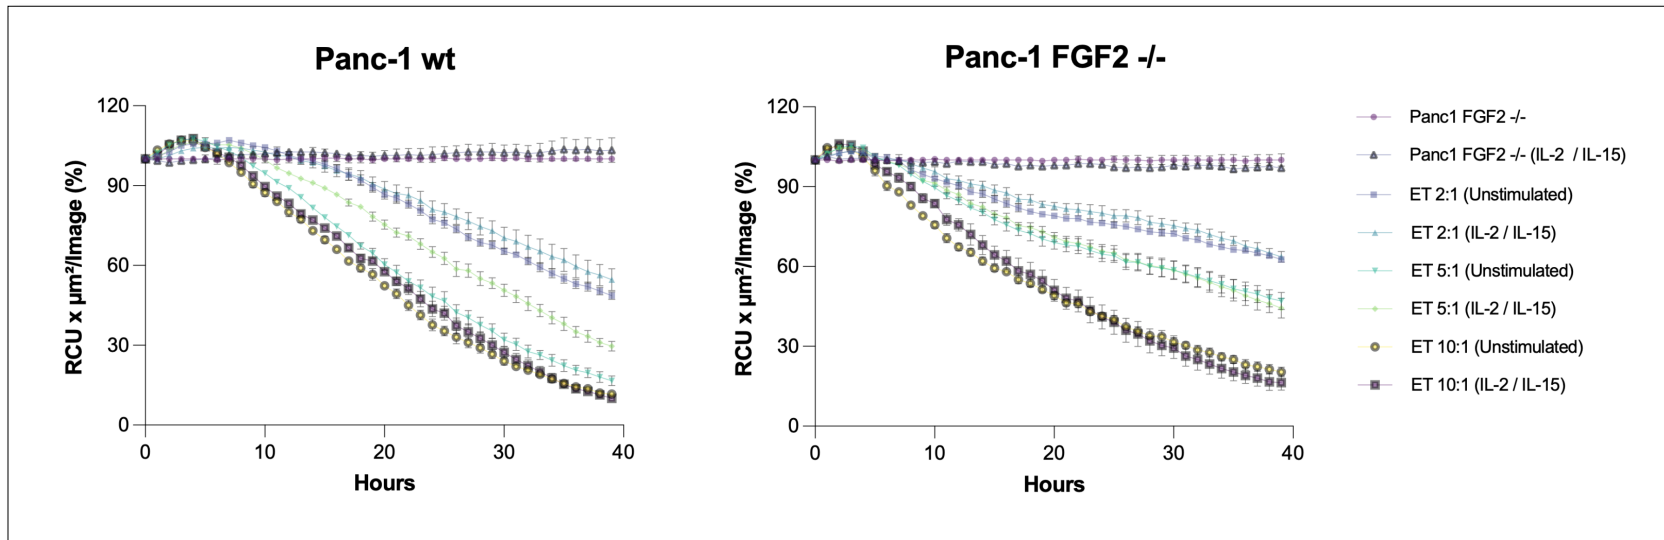 Panc-1 wt
RCU x µm²/Image (%)
120
90
60
30
0
0 10 20 30 40
Hours
Panc-1 FGF2 -/-
RCU x µm²/Image (%)
120
90
60
30
0
0 10 20 30 40
Hours
Panc1 FGF2 -/-
Panc1 FGF2 -/- (IL-2 / IL-15)
ET 2:1 (Unstimulated)
ET 2:1 (IL-2 / IL-15)
ET 5:1 (Unstimulated)
ET 5:1 (IL-2 / IL-15)
ET 10:1 (Unstimulated)
ET 10:1 (IL-2 / IL-15)